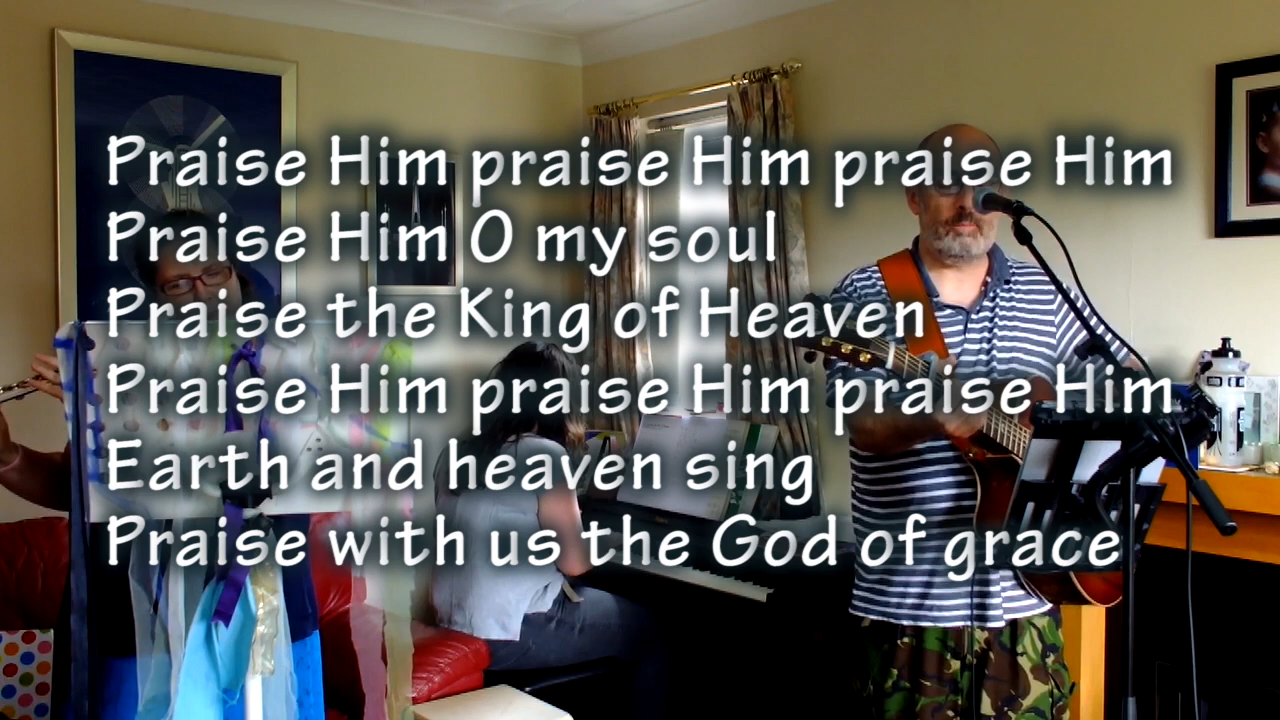 Praise Him praise Him praise Him
Praise Him O my soul
Praise the King of Heaven
Praise Him praise Him praise Him
Earth and heaven sing
Praise with us the God of grace